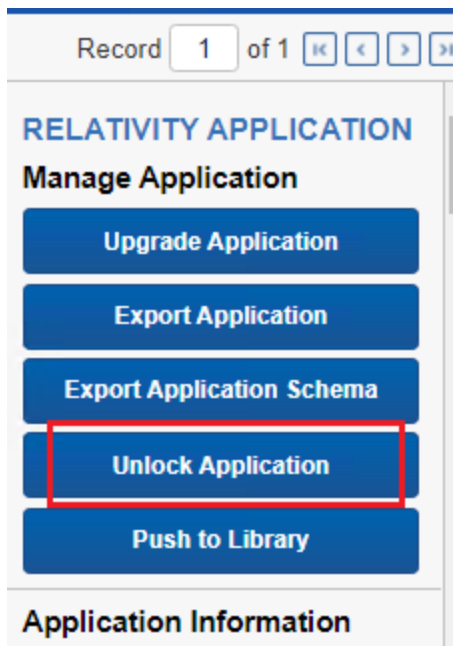 Record 1 of 1
RELATIVITY APPLICATION
Manage Application
Upgrade Application
Export Application
Export Application Schema
Unlock Application
Push to Library
Application Information